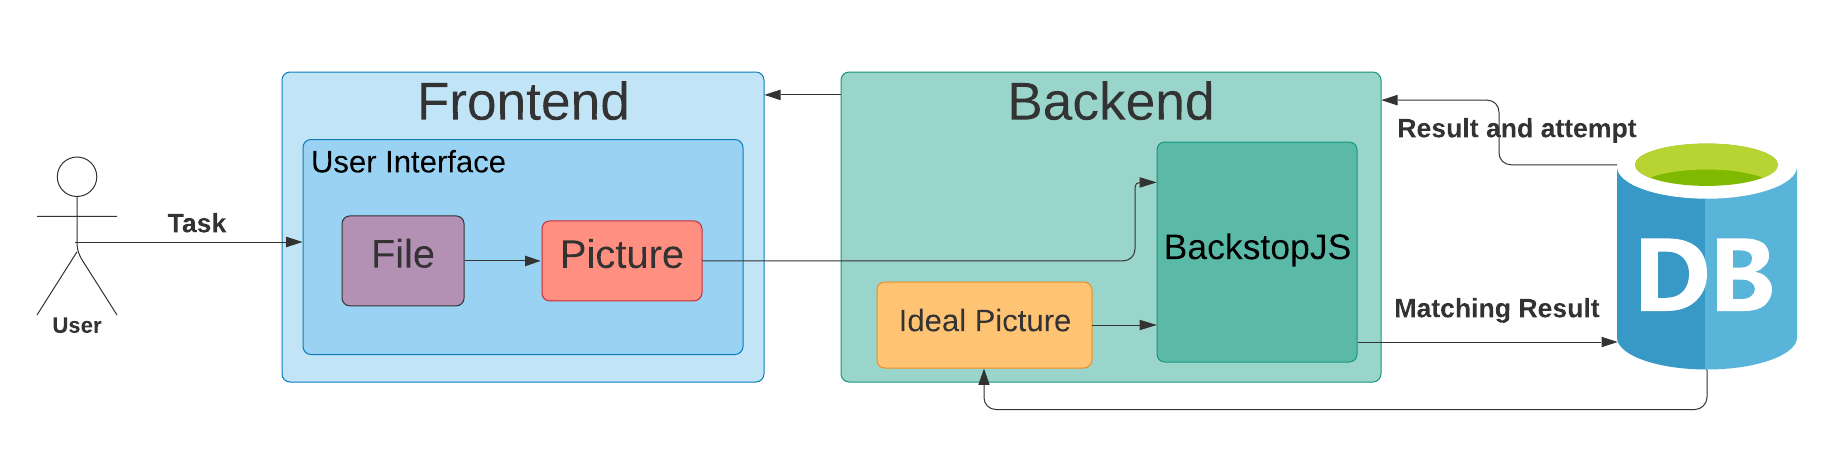 Frontend
Backend
User Interface
Result and attempt
Task
File
Picture
BackstopJS
DB
Ideal Picture
Matching Result
User